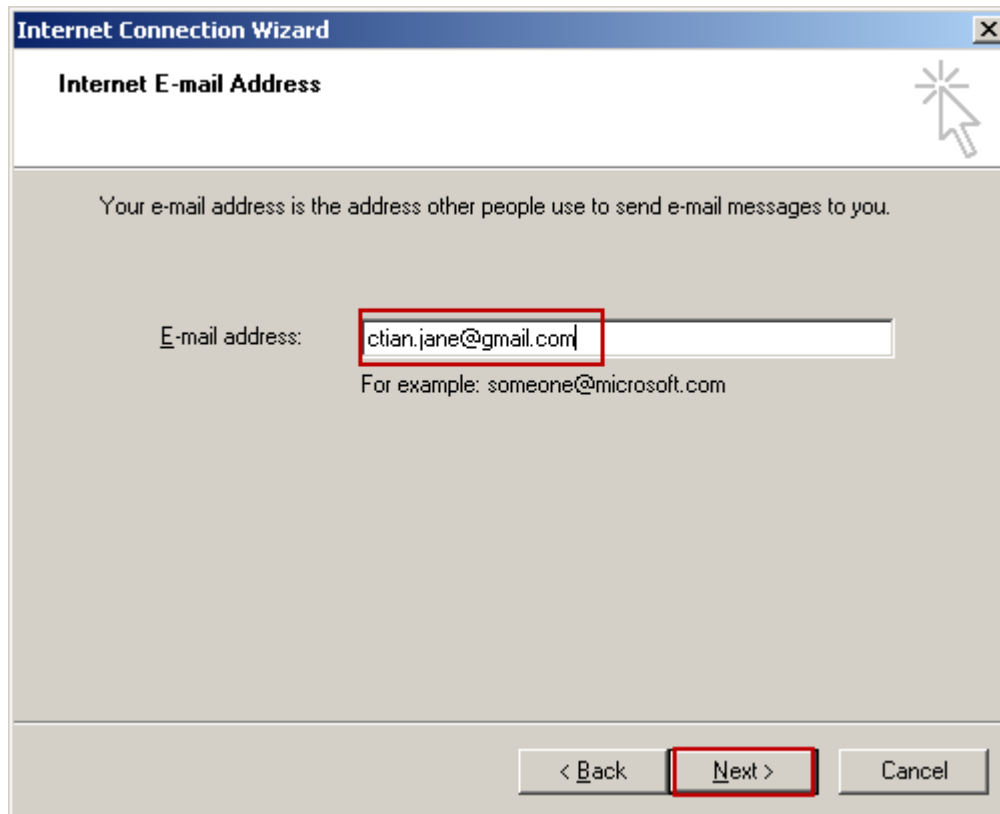 Internet Connection Wizard
Internet E-mail Address
Your e-mail address is the address other people use to send e-mail messages to you.
E-mail address: ctian.jane@gmail.com
For example: someone@microsoft.com
< Back Next > Cancel